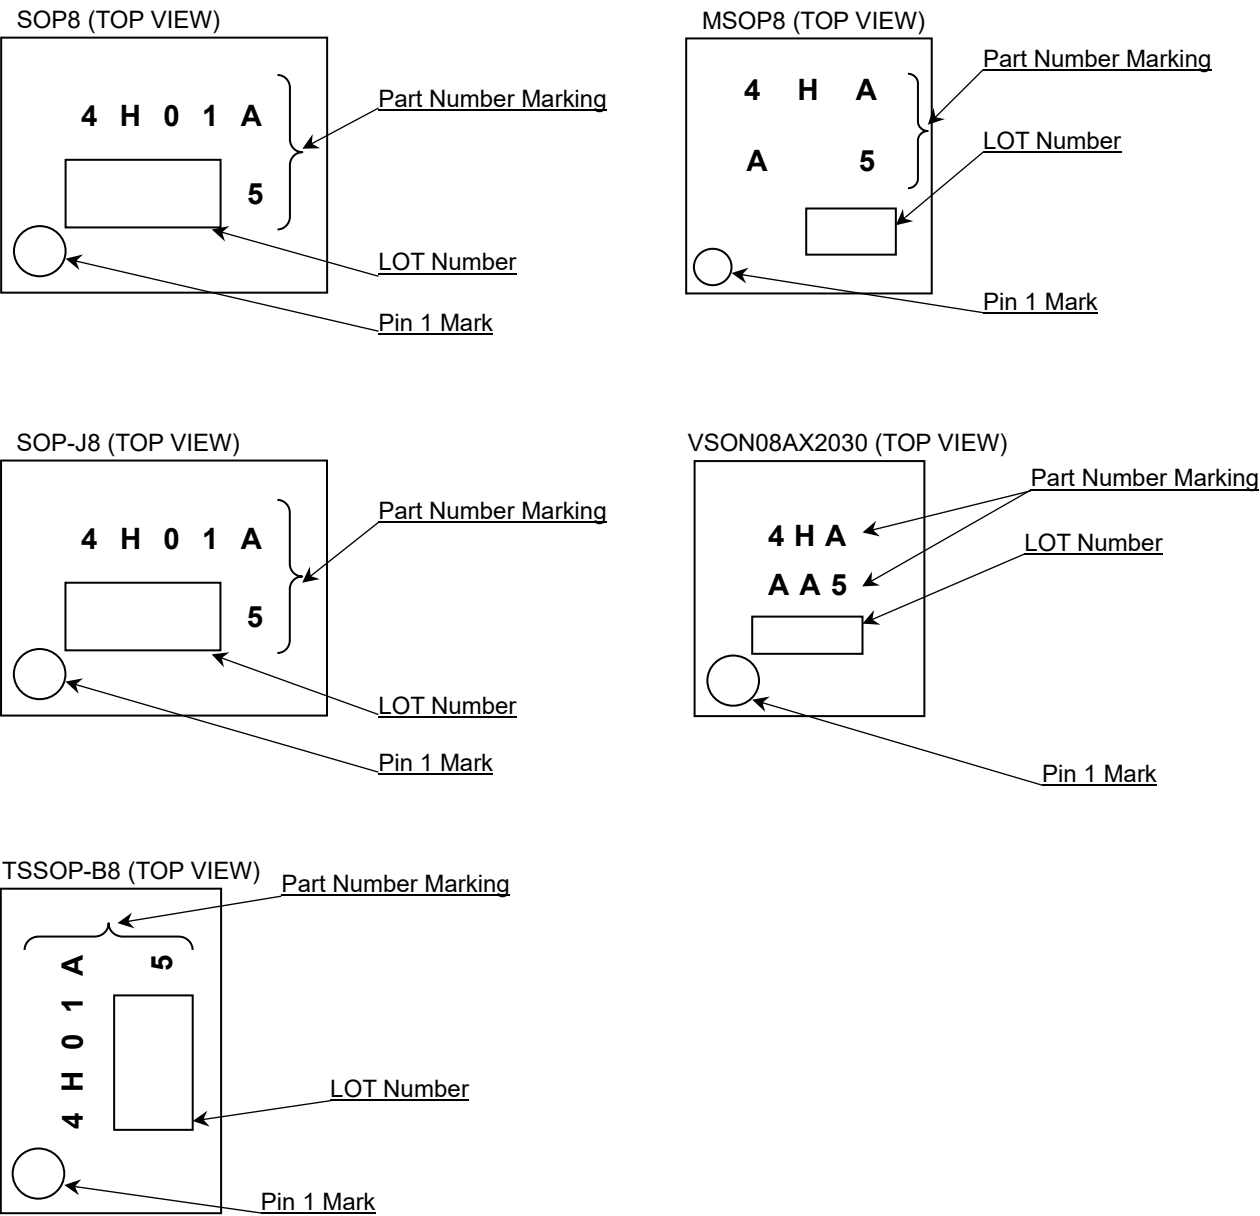 SOP8 (TOP VIEW)
4 H 0 1 A
5
Part Number Marking
LOT Number
Pin 1 Mark
MSOP8 (TOP VIEW)
4 H A
A 5
Part Number Marking
LOT Number
Pin 1 Mark
SOP-J8 (TOP VIEW)
4 H 0 1 A
5
Part Number Marking
LOT Number
Pin 1 Mark
VSON08AX2030 (TOP VIEW)
4 H A
A A 5
Part Number Marking
LOT Number
Pin 1 Mark
TSSOP-B8 (TOP VIEW)
4 H 0 1 A
5
Part Number Marking
LOT Number
Pin 1 Mark